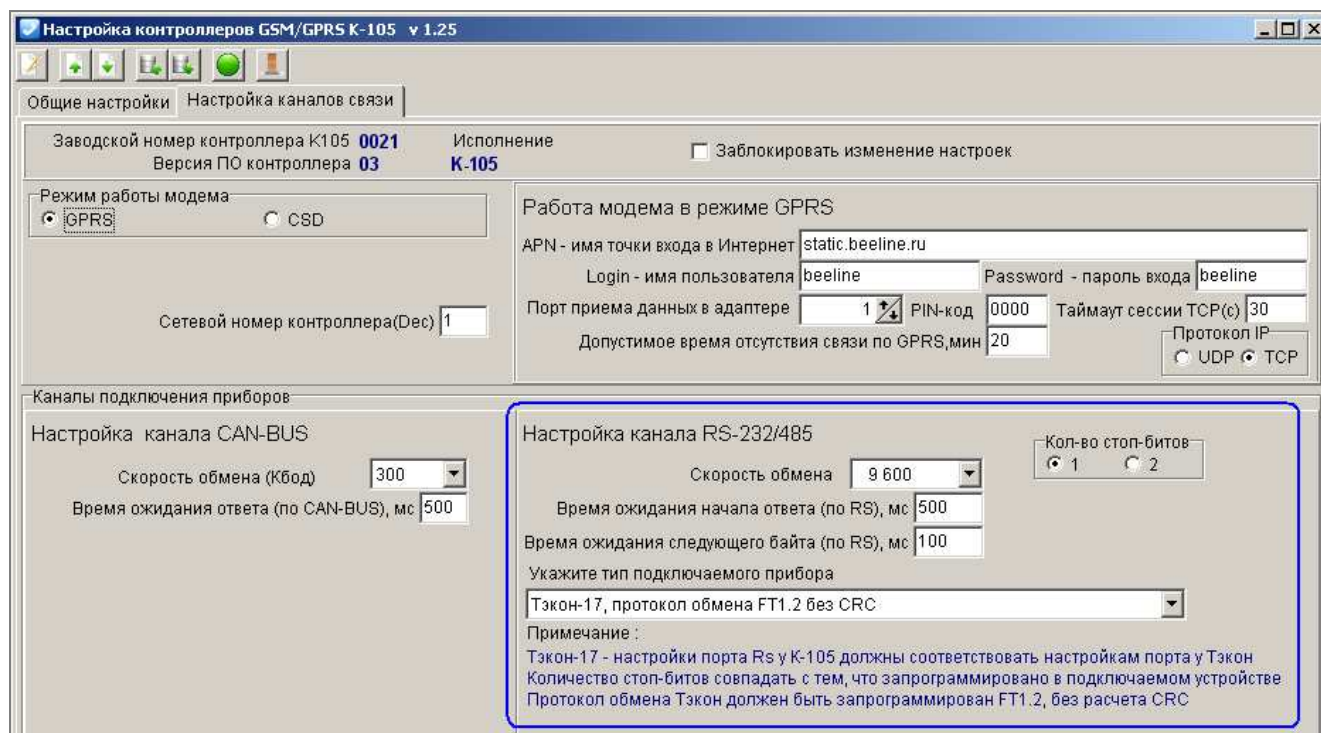 Настройка контроллеров GSM/GPRS K-105 v 1.25
Общие настройки Настройка каналов связи
Заводской номер контроллера К105 0021 Исполнение
Версия ПО контроллера 03 K-105
Заблокировать изменение настроек
Режим работы модема
GPRS CSD
Сетевой номер контроллера(Dec) 1
Работа модема в режиме GPRS
APN - имя точки входа в Интернет static.beeline.ru
Login - имя пользователя beeline Password - пароль входа beeline
Порт приема данных в адаптере 1 PIN-код 0000 Таймаут сессии TCP(с) 30
Допустимое время отсутствия связи по GPRS,мин 20
Протокол IP
UDP TCP
Каналы подключения приборов
Настройка канала CAN-BUS
Скорость обмена (Кбод) 300
Время ожидания ответа (по CAN-BUS), мс 500
Настройка канала RS-232/485
Кол-во стоп-битов
1 2
Скорость обмена 9 600
Время ожидания начала ответа (по RS), мс 500
Время ожидания следующего байта (по RS), мс 100
Укажите тип подключаемого прибора
Тэкон-17, протокол обмена FT1.2 без CRC
Примечание :
Тэкон-17 - настройки порта Rs у К-105 должны соответствовать настройкам порта у Тэкон
Количество стоп-битов совпадать с тем, что запрограммировано в подключаемом устройстве
Протокол обмена Тэкон должен быть запрограммирован FT1.2, без расчета CRC